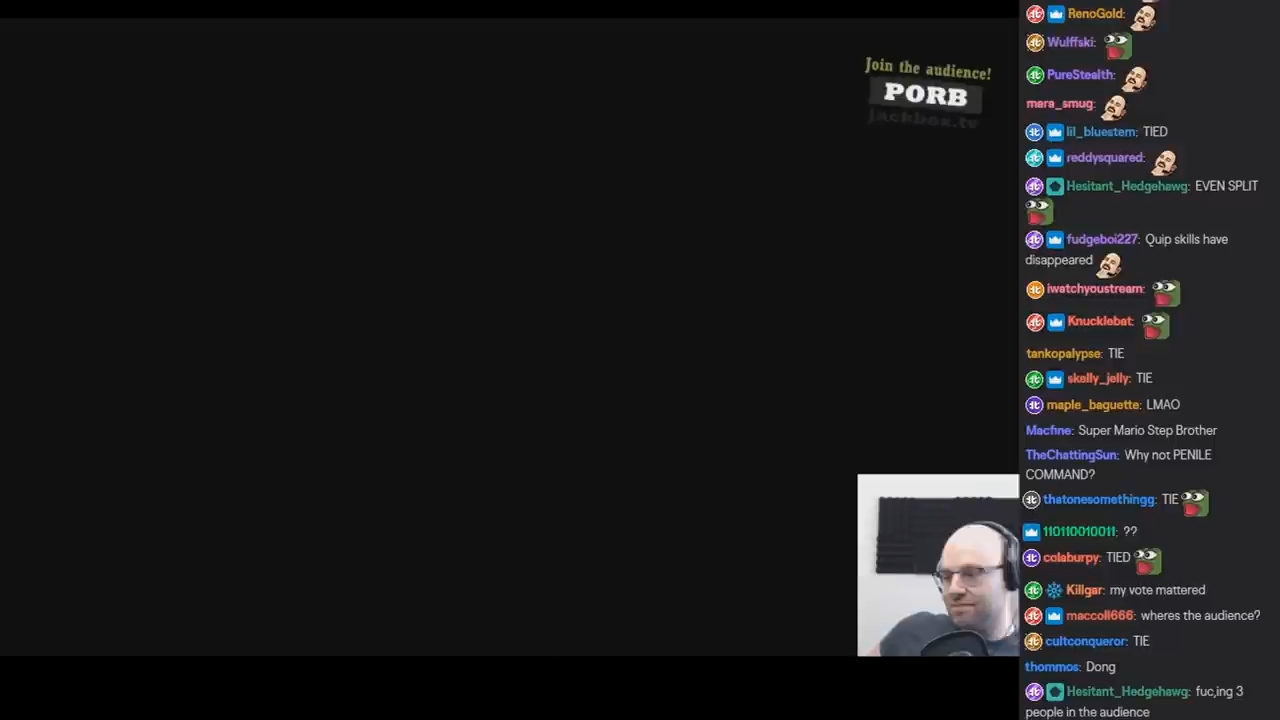 Join the audience!
PORB
jackbox.tv
RenoGold:
Wulffski:
PureStealth:
mara_smug:
lil_bluestem: TIED
reddysquared:
Hesitant_Hedgehawg: EVEN SPLIT
fudgeboi227: Quip skills have
disappeared
iwatchyoustream:
Knucklebat:
tankopalypse: TIE
skelly_jelly: TIE
maple_baguette: LMAO
Macfine: Super Mario Step Brother
TheChattingSun: Why not PENILE
COMMAND?
thatonesomethingg: TIE
110110010011: ??
colaburpy: TIED
Killgar: my vote mattered
maccoll666: wheres the audience?
cultconqueror: TIE
thommos: Dong
Hesitant_Hedgehawg: fuc,ing 3
people in the audience